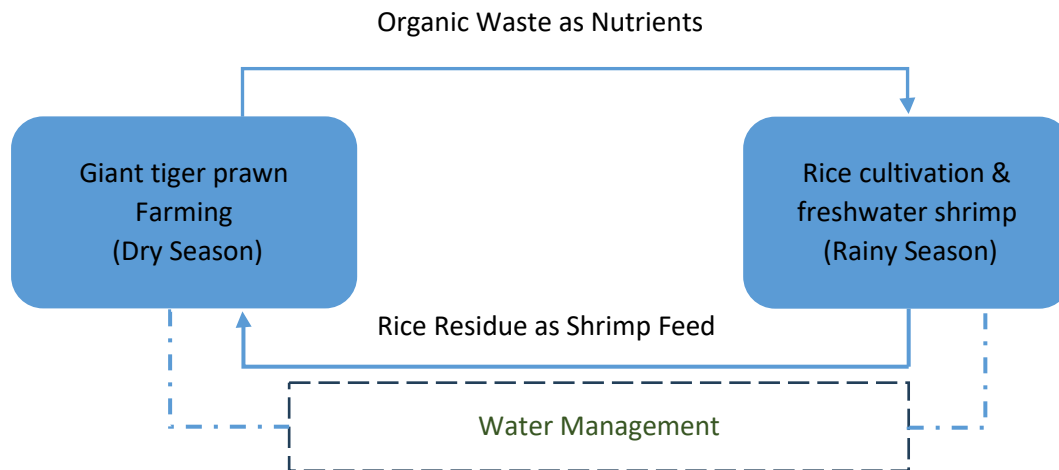 Organic Waste as Nutrients
Giant tiger prawn
Farming
(Dry Season)
Rice cultivation &
freshwater shrimp
(Rainy Season)
Rice Residue as Shrimp Feed
Water Management